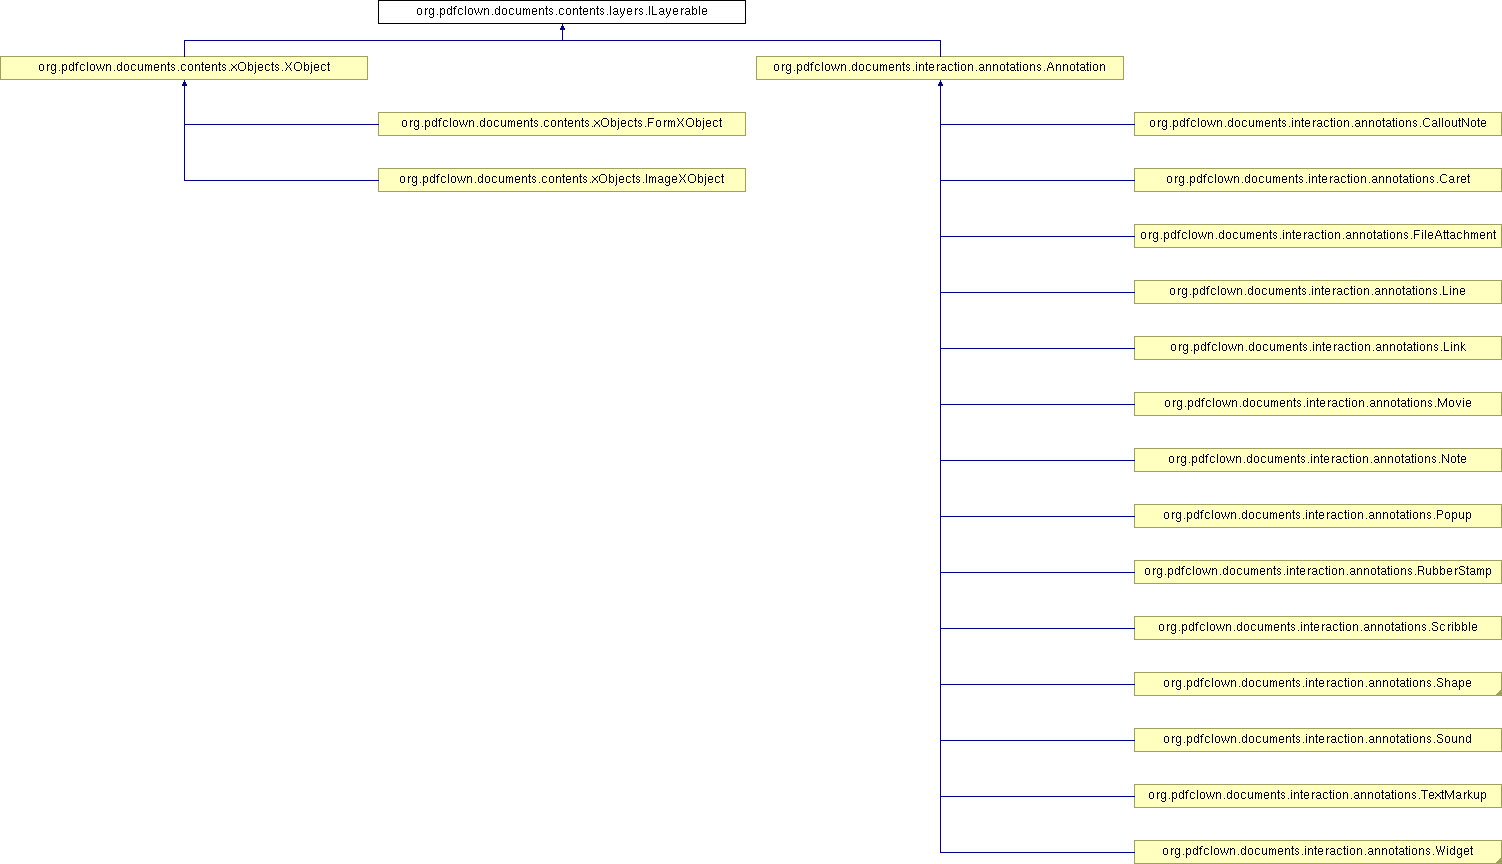 org.pdfclown.documents.contents.layers.ILayerable
org.pdfclown.documents.contents.xObjects.XObject
org.pdfclown.documents.interaction.annotations.Annotation
org.pdfclown.documents.contents.xObjects.FormXObject
org.pdfclown.documents.interaction.annotations.CalloutNote
org.pdfclown.documents.contents.xObjects.ImageXObject
org.pdfclown.documents.interaction.annotations.Caret
org.pdfclown.documents.interaction.annotations.FileAttachment
org.pdfclown.documents.interaction.annotations.Line
org.pdfclown.documents.interaction.annotations.Link
org.pdfclown.documents.interaction.annotations.Movie
org.pdfclown.documents.interaction.annotations.Note
org.pdfclown.documents.interaction.annotations.Popup
org.pdfclown.documents.interaction.annotations.RubberStamp
org.pdfclown.documents.interaction.annotations.Scribble
org.pdfclown.documents.interaction.annotations.Shape
org.pdfclown.documents.interaction.annotations.Sound
org.pdfclown.documents.interaction.annotations.TextMarkup
org.pdfclown.documents.interaction.annotations.Widget